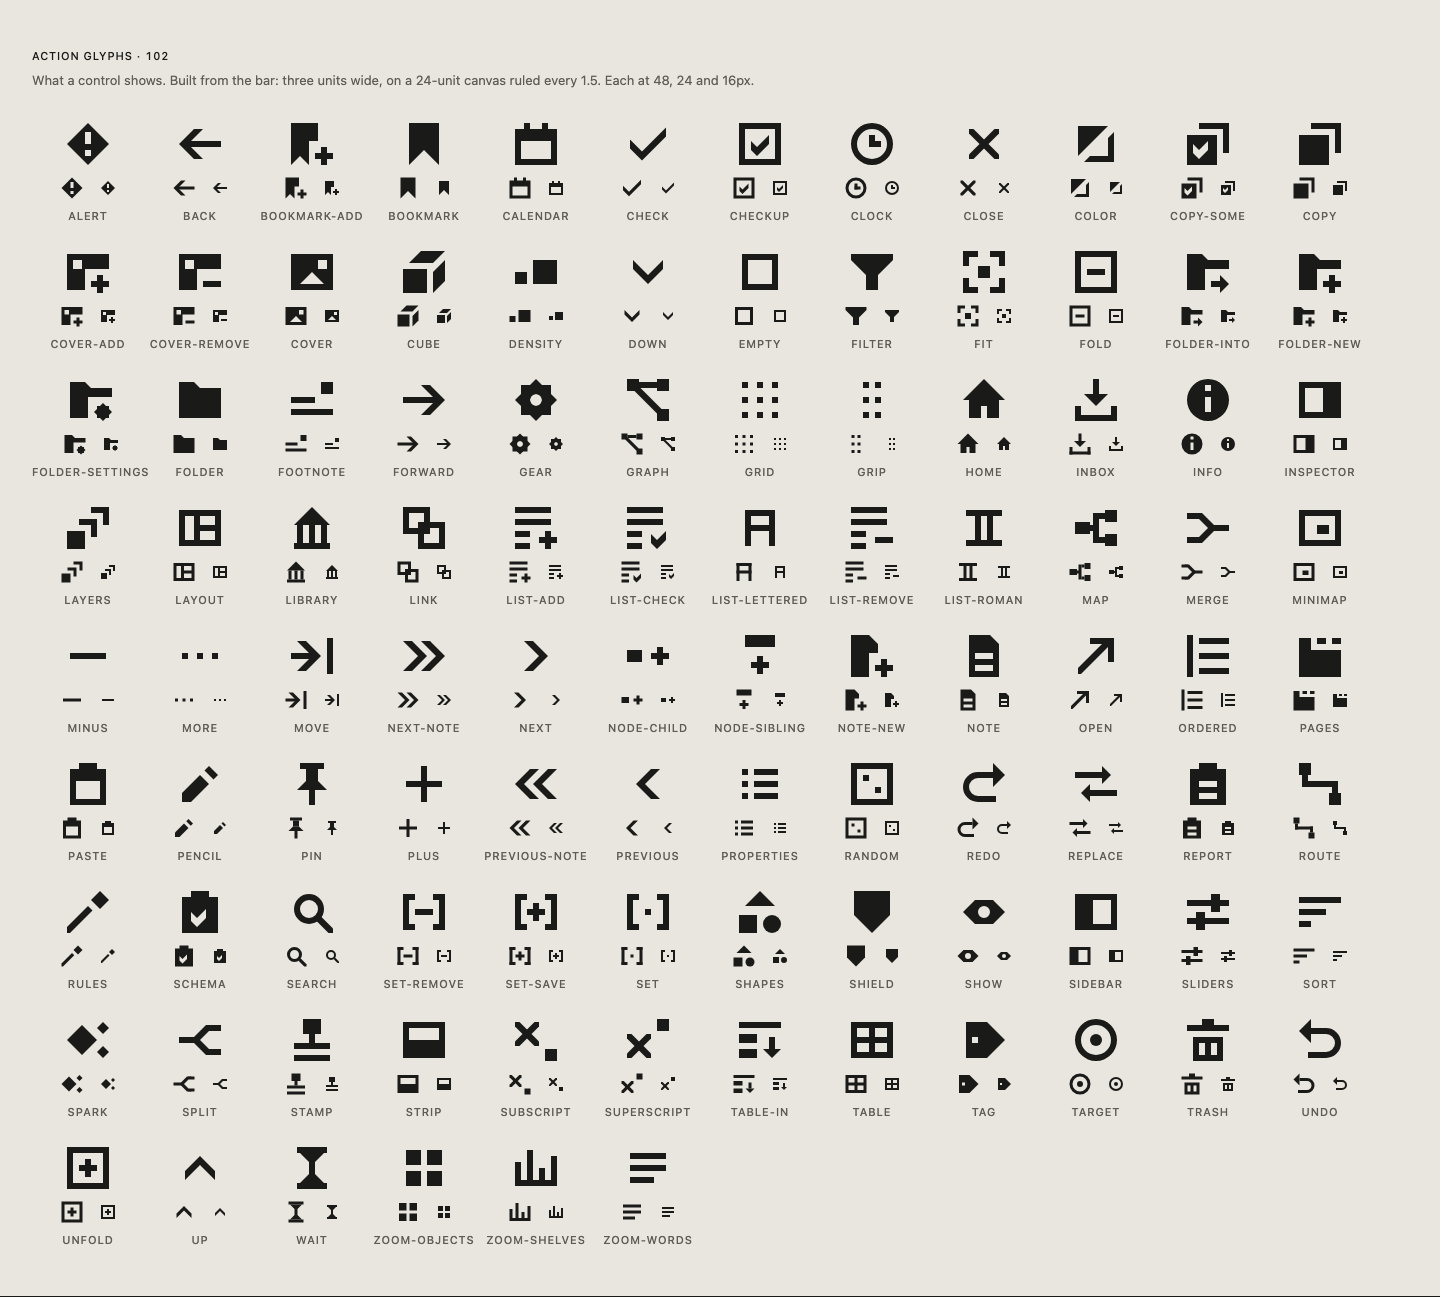 ACTION GLYPHS · 102
What a control shows. Built from the bar: three units wide, on a 24-unit canvas ruled every 1.5. Each at 48, 24 and 16px.
ALERT BACK BOOKMARK-ADD BOOKMARK CALENDAR CHECK CHECKUP CLOCK CLOSE COLOR COPY-SOME COPY
COVER-ADD COVER-REMOVE COVER CUBE DENSITY DOWN EMPTY FILTER FIT FOLD FOLDER-INTO FOLDER-NEW
FOLDER-SETTINGS FOLDER FOOTNOTE FORWARD GEAR GRAPH GRID GRIP HOME INBOX INFO INSPECTOR
LAYERS LAYOUT LIBRARY LINK LIST-ADD LIST-CHECK LIST-LETTERED LIST-REMOVE LIST-ROMAN MAP MERGE MINIMAP
MINUS MORE MOVE NEXT-NOTE NEXT NODE-CHILD NODE-SIBLING NOTE-NEW NOTE OPEN ORDERED PAGES
PASTE PENCIL PIN PLUS PREVIOUS-NOTE PREVIOUS PROPERTIES RANDOM REDO REPLACE REPORT ROUTE
RULES SCHEMA SEARCH SET-REMOVE SET-SAVE SET SHAPES SHIELD SHOW SIDEBAR SLIDERS SORT
SPARK SPLIT STAMP STRIP SUBSCRIPT SUPERSCRIPT TABLE-IN TABLE TAG TARGET TRASH UNDO
UNFOLD UP WAIT ZOOM-OBJECTS ZOOM-SHELVES ZOOM-WORDS